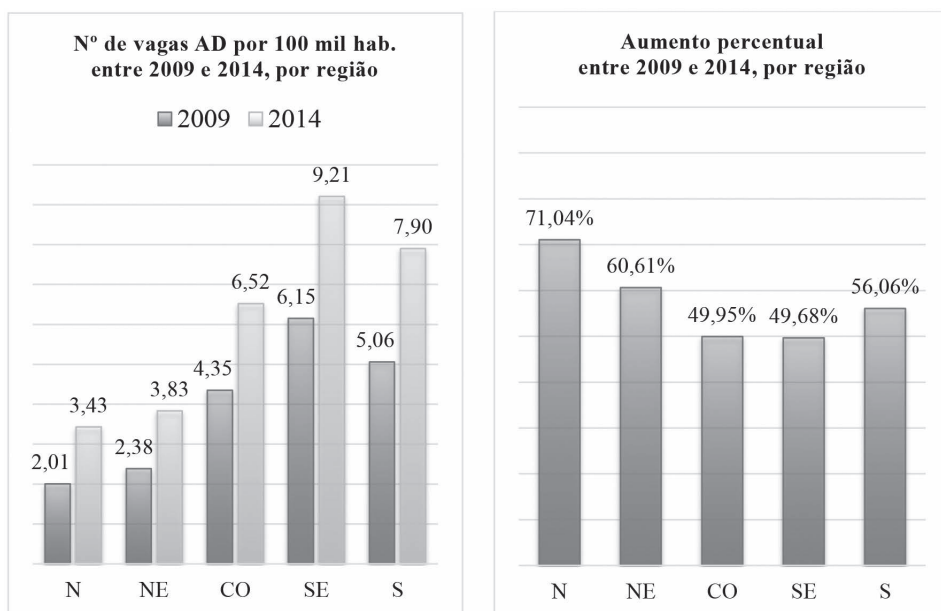 Nº de vagas AD por 100 mil hab.
entre 2009 e 2014, por região
2009 2014
2,01
3,43
2,38
3,83
4,35
6,52
6,15
9,21
5,06
7,90
N NE CO SE S
Aumento percentual
entre 2009 e 2014, por região
71,04%
60,61%
49,95%
49,68%
56,06%
N NE CO SE S